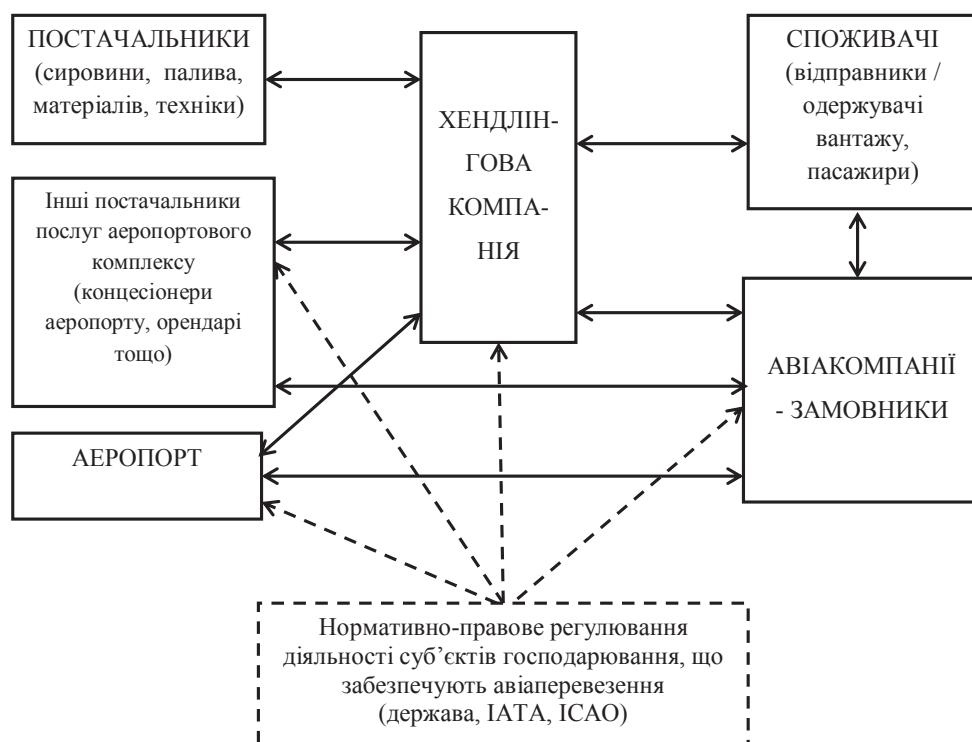 ПОСТАЧАЛЬНИКИ
(сировини, палива,
матеріалів, техніки)
Інші постачальники
послуг аеропортового
комплексу
(концесіонери
аеропорту, орендарі
тощо)
АЕРОПОРТ
ХЕНДЛІН-
ГОВА
КОМПА-
НІЯ
СПОЖИВАЧІ
(відправники /
одержувачі
вантажу,
пасажири)
АВІАКОМПАНІЇ
- ЗАМОВНИКИ
Нормативно-правове регулювання
діяльності суб’єктів господарювання, що
забезпечують авіаперевезення
(держава, ІАТА, ІСАО)